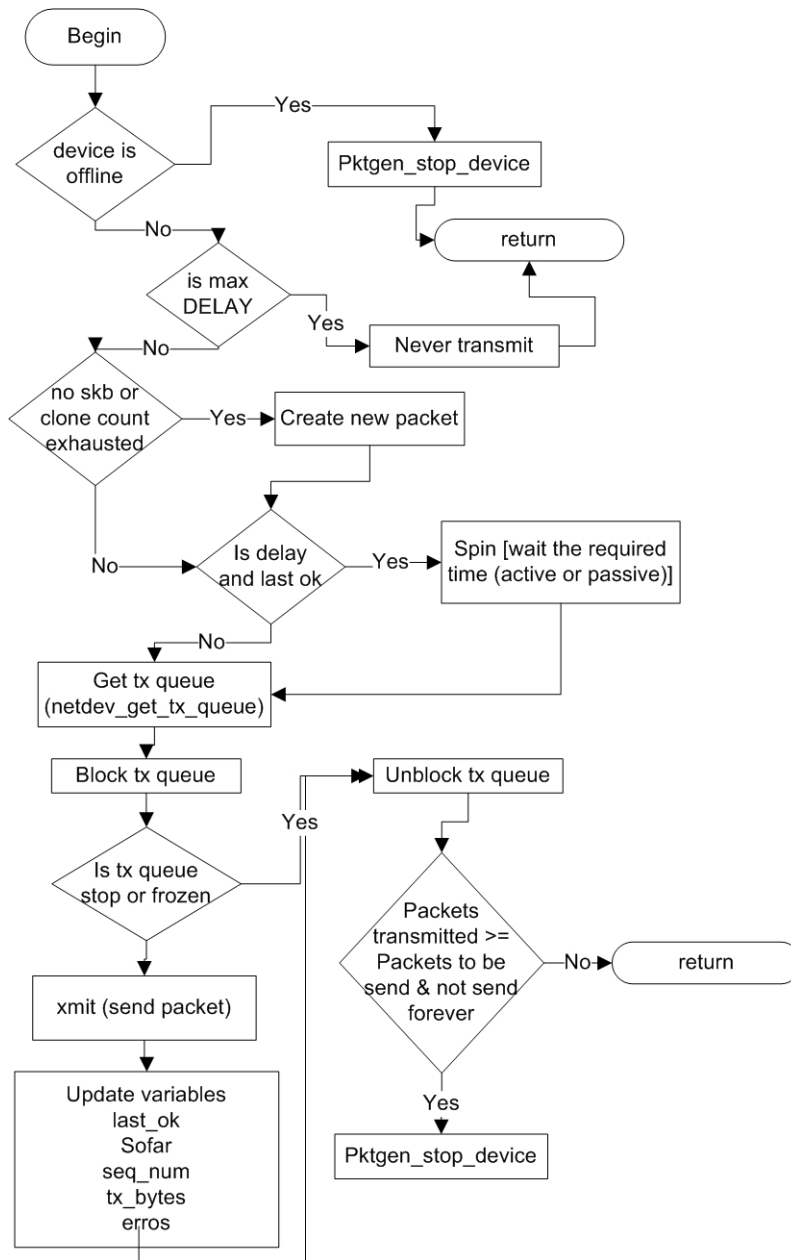 Begin
Yes
device is
offline
Pktgen_stop_device
No
return
is max
DELAY
Yes
Never transmit
No
no skb or
clone count
exhausted
Yes
Create new packet
Is delay
and last ok
No
Yes
Spin [wait the required
time (active or passive)]
No
Get tx queue
(netdev_get_tx_queue)
Block tx queue
Unblock tx queue
Yes
Is tx queue
stop or frozen
Packets
transmitted >=
Packets to be
send & not send
forever
No
return
xmit (send packet)
Update variables
last_ok
Sofar
seq_num
tx_bytes
erros
Yes
Pktgen_stop_device